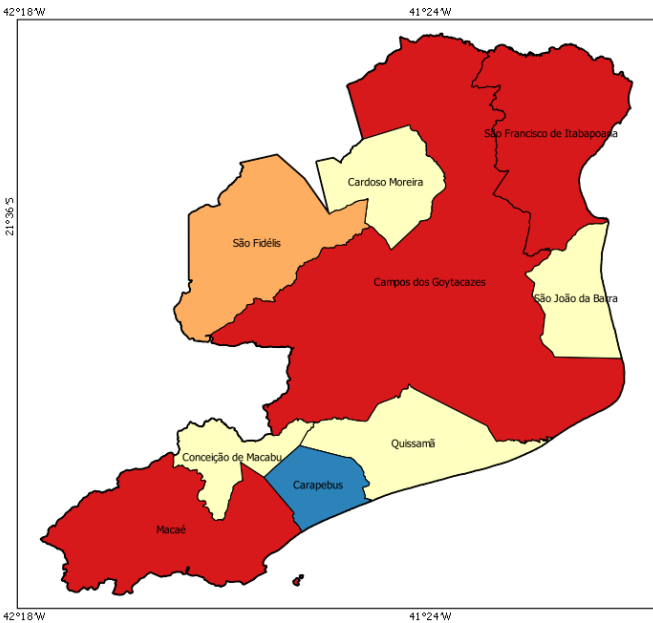 42°18'W 41°24'W
São Francisco de Itabapoana
Cardoso Moreira
21°36'S
São Fidélis
Campos dos Goytacazes
São João da Barra
Quissamã
Conceição de Macabu
Carapebus
Macaé
42°18'W 41°24'W